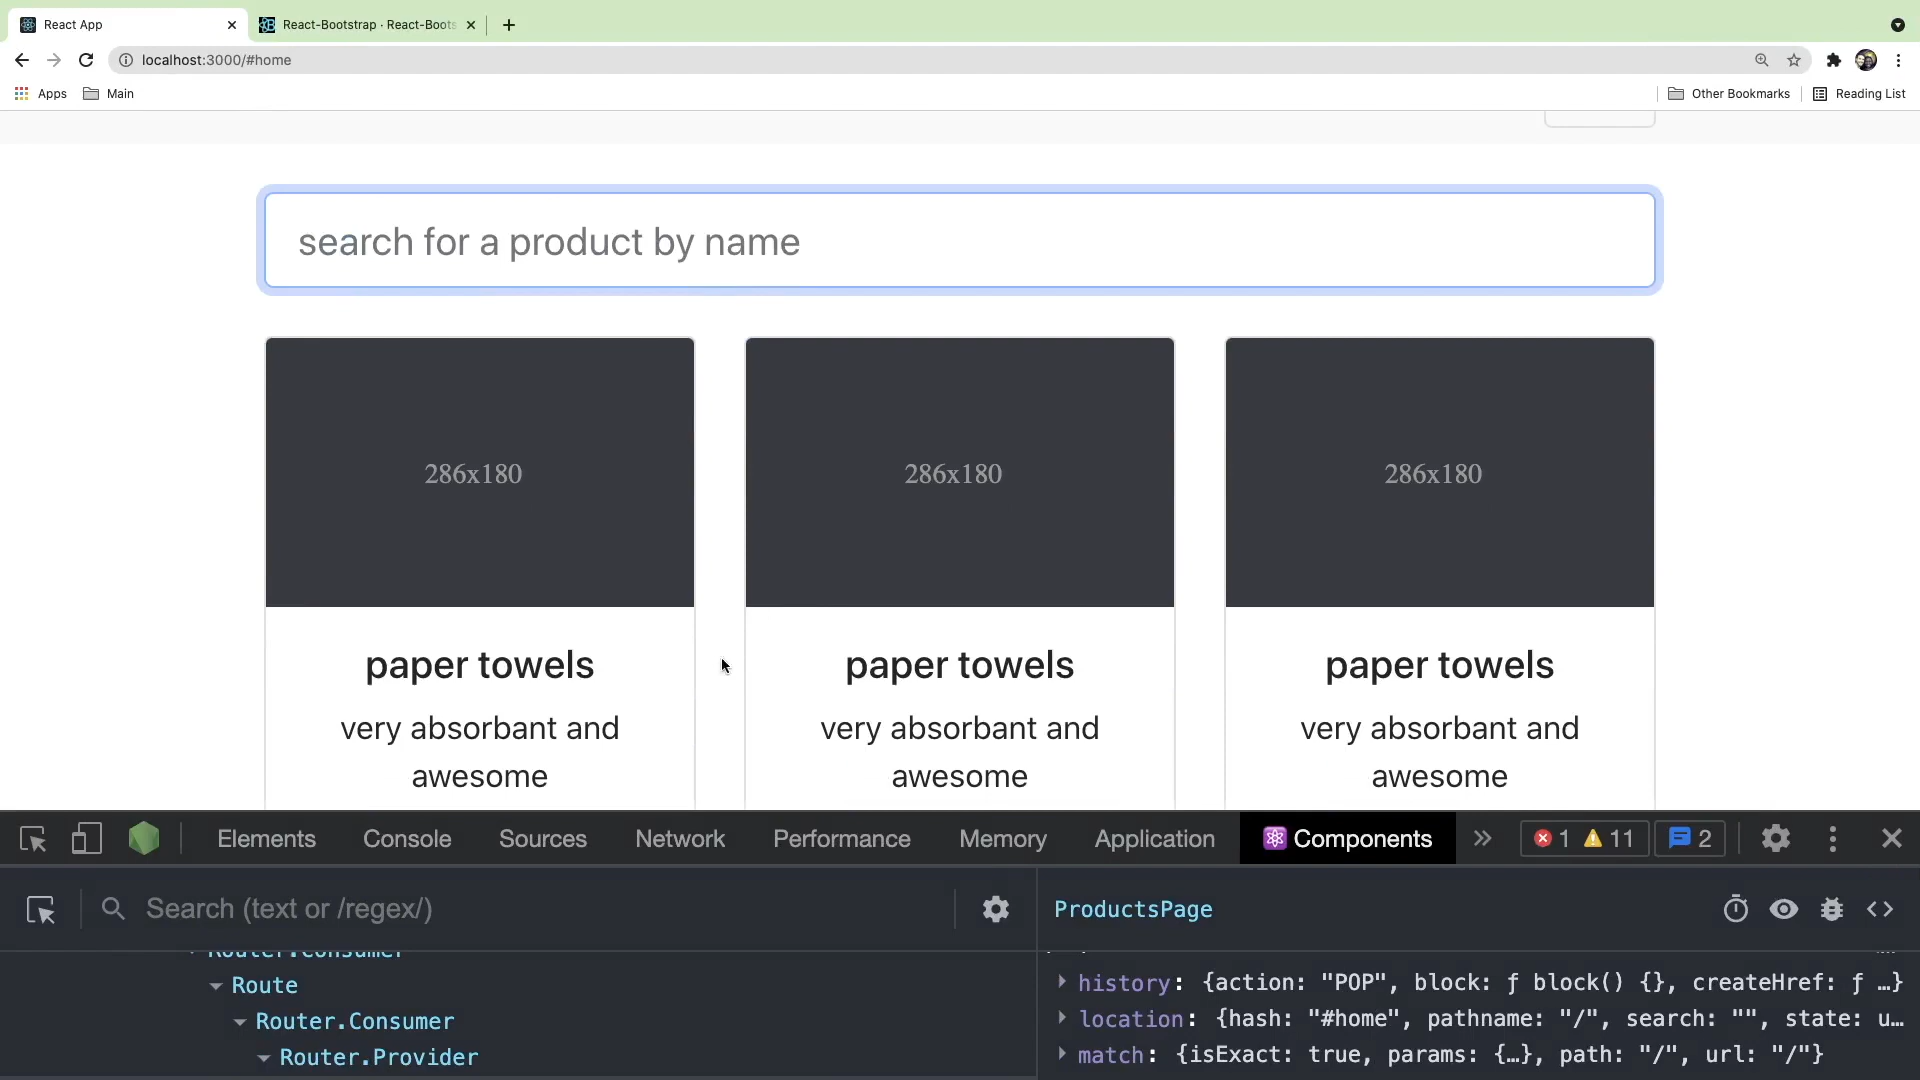 React App
React-Bootstrap · React-Boots
localhost:3000/#home
Apps
Main
Other Bookmarks
Reading List
search for a product by name
286x180
286x180
286x180
paper towels
paper towels
paper towels
very absorbant and
awesome
very absorbant and
awesome
very absorbant and
awesome
Elements
Console
Sources
Network
Performance
Memory
Application
Components
1
11
2
Search (text or /regex/)
ProductsPage
Router.Consumer
Route
Router.Consumer
Router.Provider
history: {action: "POP", block: ƒ block() {}, createHref: ƒ …}
location: {hash: "#home", pathname: "/", search: "", state: u…
match: {isExact: true, params: {…}, path: "/", url: "/"}